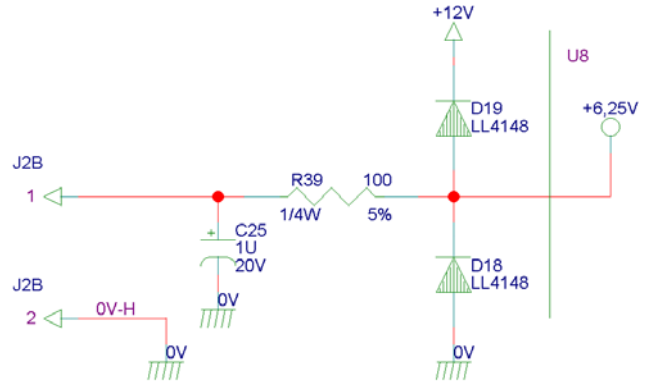 +12V
U8
D19
LL4148
+6,25V
J2B
1
R39
100
1/4W
5%
+
C25
1U
20V
D18
LL4148
J2B
2
0V-H
0V
0V
0V